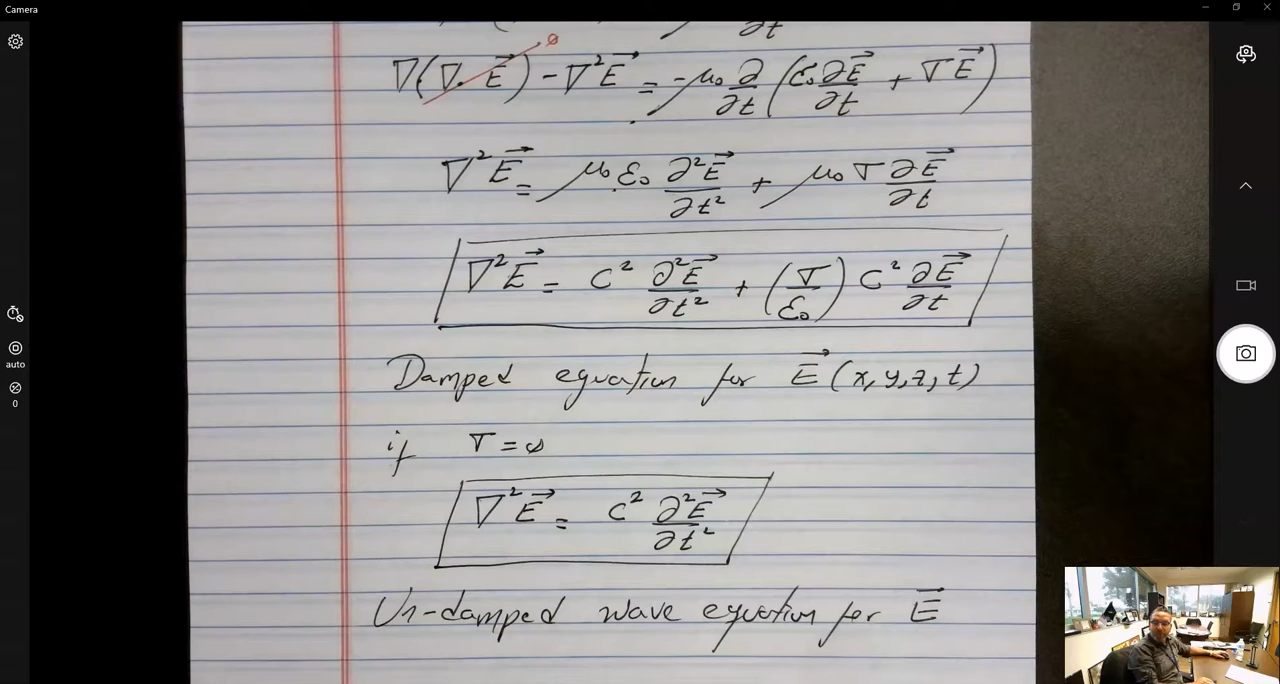 Camera
∂t
∇(∇·E⃗) 0 − ∇²E⃗ = −μ₀ ∂/∂t (ε₀ ∂E⃗/∂t + σE⃗)
∇²E⃗ = μ₀ε₀ ∂²E⃗/∂t² + μ₀σ ∂E⃗/∂t
∇²E⃗ = C² ∂²E⃗/∂t² + (σ/ε₀) C² ∂E⃗/∂t
Damped equation for E⃗(x,y,z,t)
if σ = 0
∇²E⃗ = C² ∂²E⃗/∂t²
Un-damped wave equation for E⃗
auto
0